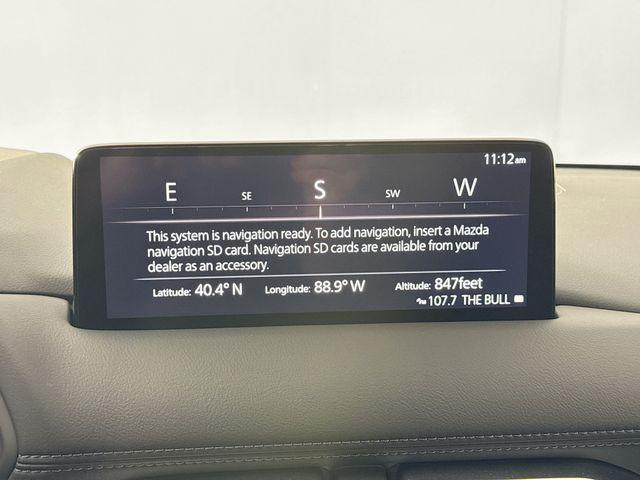 11:12am
E SE S SW W
This system is navigation ready. To add navigation, insert a Mazda
navigation SD card. Navigation SD cards are available from your
dealer as an accessory.
Latitude: 40.4° N Longitude: 88.9° W Altitude: 847feet
107.7 THE BULL